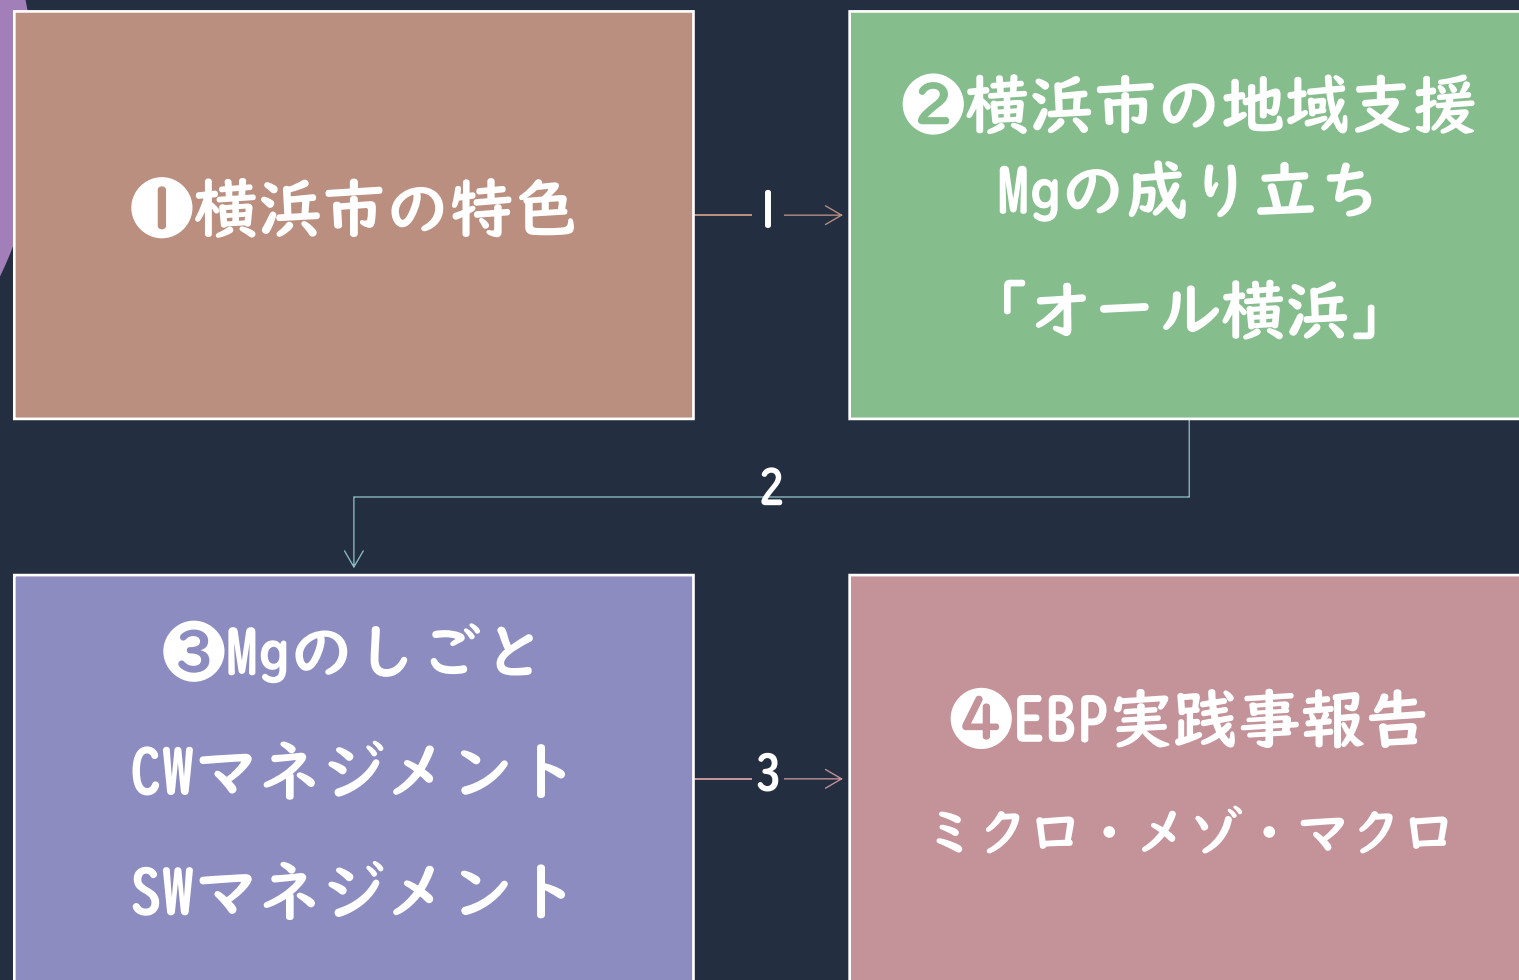 ❶横浜市の特色
1
❷横浜市の地域支援
Mgの成り立ち
「オール横浜」
2
❸Mgのしごと
CWマネジメント
SWマネジメント
3
❹EBP実践事報告
ミクロ・メゾ・マクロ